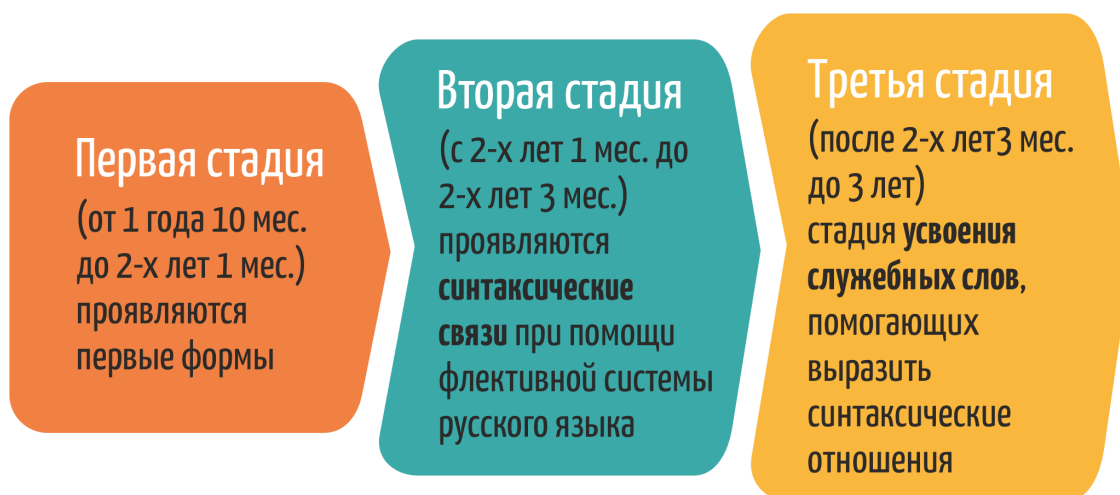 Первая стадия
(от 1 года 10 мес.
до 2-х лет 1 мес.)
проявляются
первые формы
Вторая стадия
(с 2-х лет 1 мес. до
2-х лет 3 мес.)
проявляются
синтаксические
связи при помощи
флективной системы
русского языка
Третья стадия
(после 2-х лет3 мес.
до 3 лет)
стадия усвоения
служебных слов,
помогающих
выразить
синтаксические
отношения